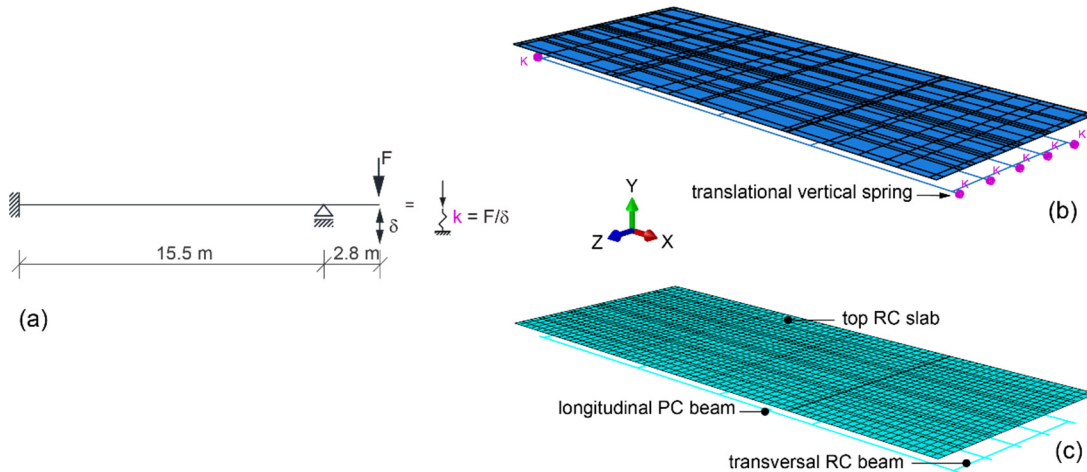 F
δ
= k = F/δ
15.5 m
2.8 m
(a)
K
K
K
K
K
K
translational vertical spring
(b)
Y
Z
X
top RC slab
longitudinal PC beam
transversal RC beam
(c)